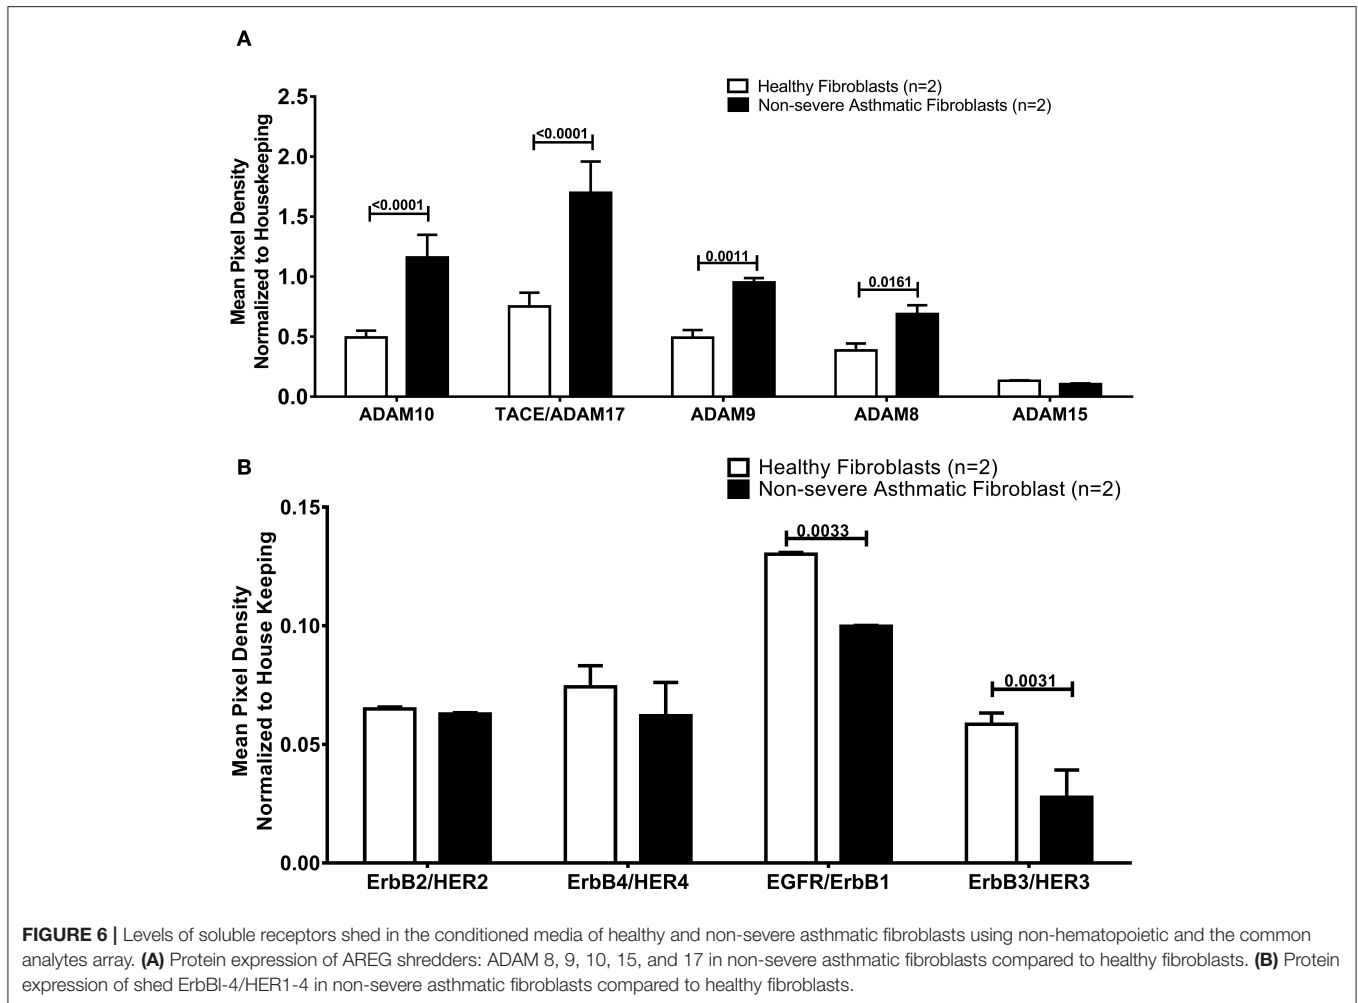 A
Healthy Fibroblasts (n=2)
Non-severe Asthmatic Fibroblasts (n=2)
Mean Pixel Density
Normalized to Housekeeping
2.5
2.0
1.5
1.0
0.5
0.0
<0.0001
<0.0001
0.0011
0.0161
ADAM10
TACE/ADAM17
ADAM9
ADAM8
ADAM15
B
Healthy Fibroblasts (n=2)
Non-severe Asthmatic Fibroblast (n=2)
Mean Pixel Density
Normalized to House Keeping
0.15
0.10
0.05
0.00
0.0033
0.0031
ErbB2/HER2
ErbB4/HER4
EGFR/ErbB1
ErbB3/HER3
FIGURE 6 | Levels of soluble receptors shed in the conditioned media of healthy and non-severe asthmatic fibroblasts using non-hematopoietic and the common
analytes array. (A) Protein expression of AREG shredders: ADAM 8, 9, 10, 15, and 17 in non-severe asthmatic fibroblasts compared to healthy fibroblasts. (B) Protein
expression of shed ErbBl-4/HER1-4 in non-severe asthmatic fibroblasts compared to healthy fibroblasts.